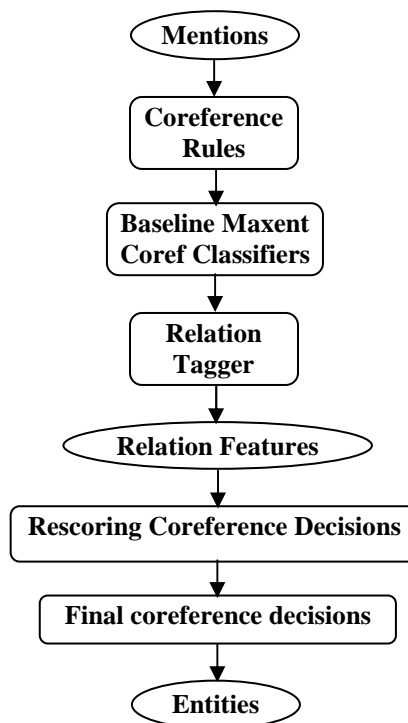 Mentions
Coreference
Rules
Baseline Maxent
Coref Classifiers
Relation
Tagger
Relation Features
Rescoring Coreference Decisions
Final coreference decisions
Entities